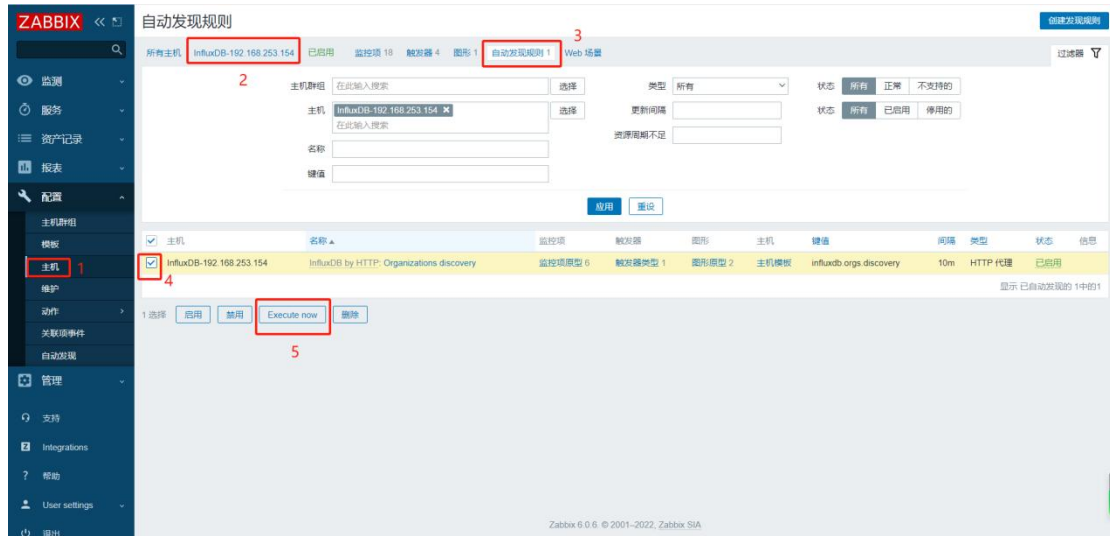 ZABBIX
自动发现规则
创建发现规则
3
所有主机 InfluxDB-192.168.253.154 已启用 监控项 18 触发器 4 图形 1 自动发现规则 1 Web 场景
过滤器
2
监测
服务
资产记录
报表
配置
主机群组
模板
主机 1
维护
动作
关联项事件
自动发现
管理
支持
Integrations
帮助
User settings
退出
主机群组 在此输入搜索 选择 类型 所有 状态 所有 正常 不支持的
主机 InfluxDB-192.168.253.154 选择 更新间隔 状态 所有 已启用 停用的
在此输入搜索
资源周期不足
名称
键值
应用 重设
主机 名称 监控项 触发器 图形 主机 键值 间隔 类型 状态 信息
InfluxDB-192.168.253.154 InfluxDB by HTTP: Organizations discovery 监控项原型 6 触发器类型 1 图形原型 2 主机模板 influxdb.orgs.discovery 10m HTTP 代理 已启用
4
显示 已自动发现的 1中的1
1 选择 启用 禁用 Execute now 删除
5
Zabbix 6.0.6. © 2001–2022, Zabbix SIA